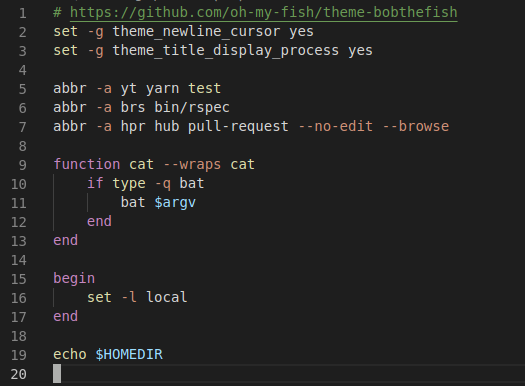 1 # https://github.com/oh-my-fish/theme-bobthefish
2 set -g theme_newline_cursor yes
3 set -g theme_title_display_process yes
4
5 abbr -a yt yarn test
6 abbr -a brs bin/rspec
7 abbr -a hpr hub pull-request --no-edit --browse
8
9 function cat --wraps cat
10     if type -q bat
11         bat $argv
12     end
13 end
14
15 begin
16     set -l local
17 end
18
19 echo $HOMEDIR
20